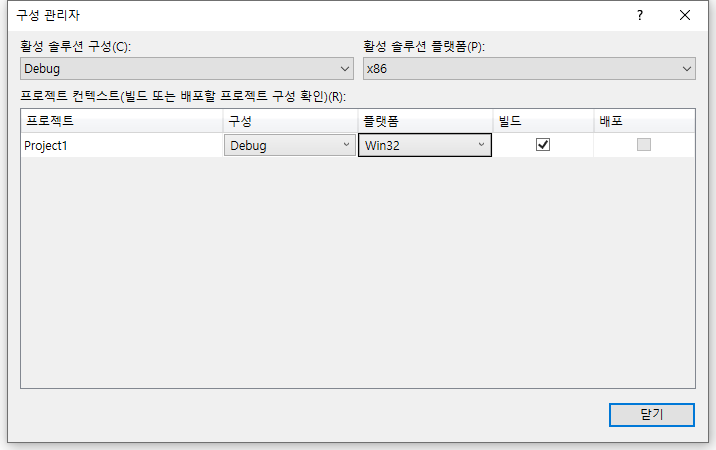 구성 관리자
활성 솔루션 구성(C): 활성 솔루션 플랫폼(P):
Debug x86
프로젝트 컨텍스트(빌드 또는 배포할 프로젝트 구성 확인)(R):
프로젝트 구성 플랫폼 빌드 배포
Project1 Debug Win32
닫기